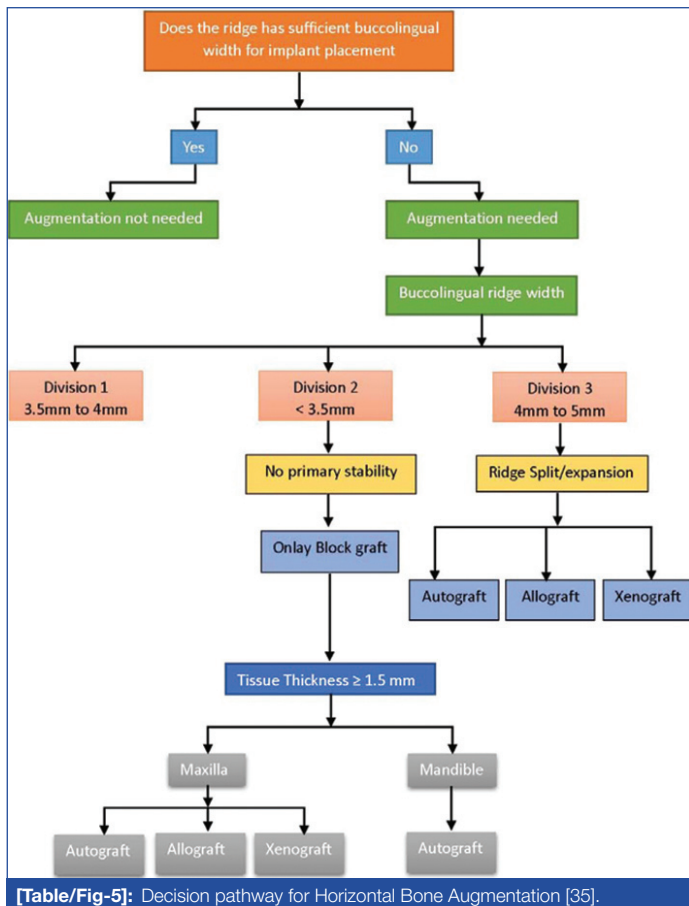 Does the ridge has sufficient buccolingual
width for implant placement
Yes
No
Augmentation not needed
Augmentation needed
Buccolingual ridge width
Division 1
3.5mm to 4mm
Division 2
< 3.5mm
Division 3
4mm to 5mm
No primary stability
Ridge Split/expansion
Onlay Block graft
Autograft
Allograft
Xenograft
Tissue Thickness ≥ 1.5 mm
Maxilla
Mandible
Autograft
Allograft
Xenograft
Autograft
[Table/Fig-5]: Decision pathway for Horizontal Bone Augmentation [35].